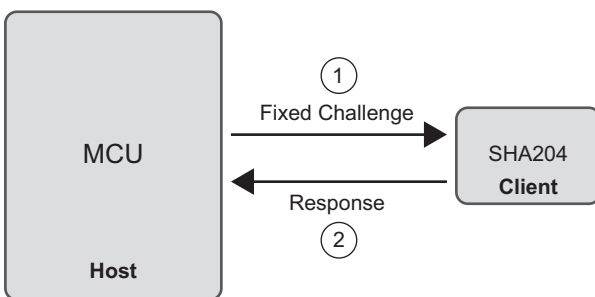 1
Fixed Challenge
MCU
SHA204
Client
Response
2
Host